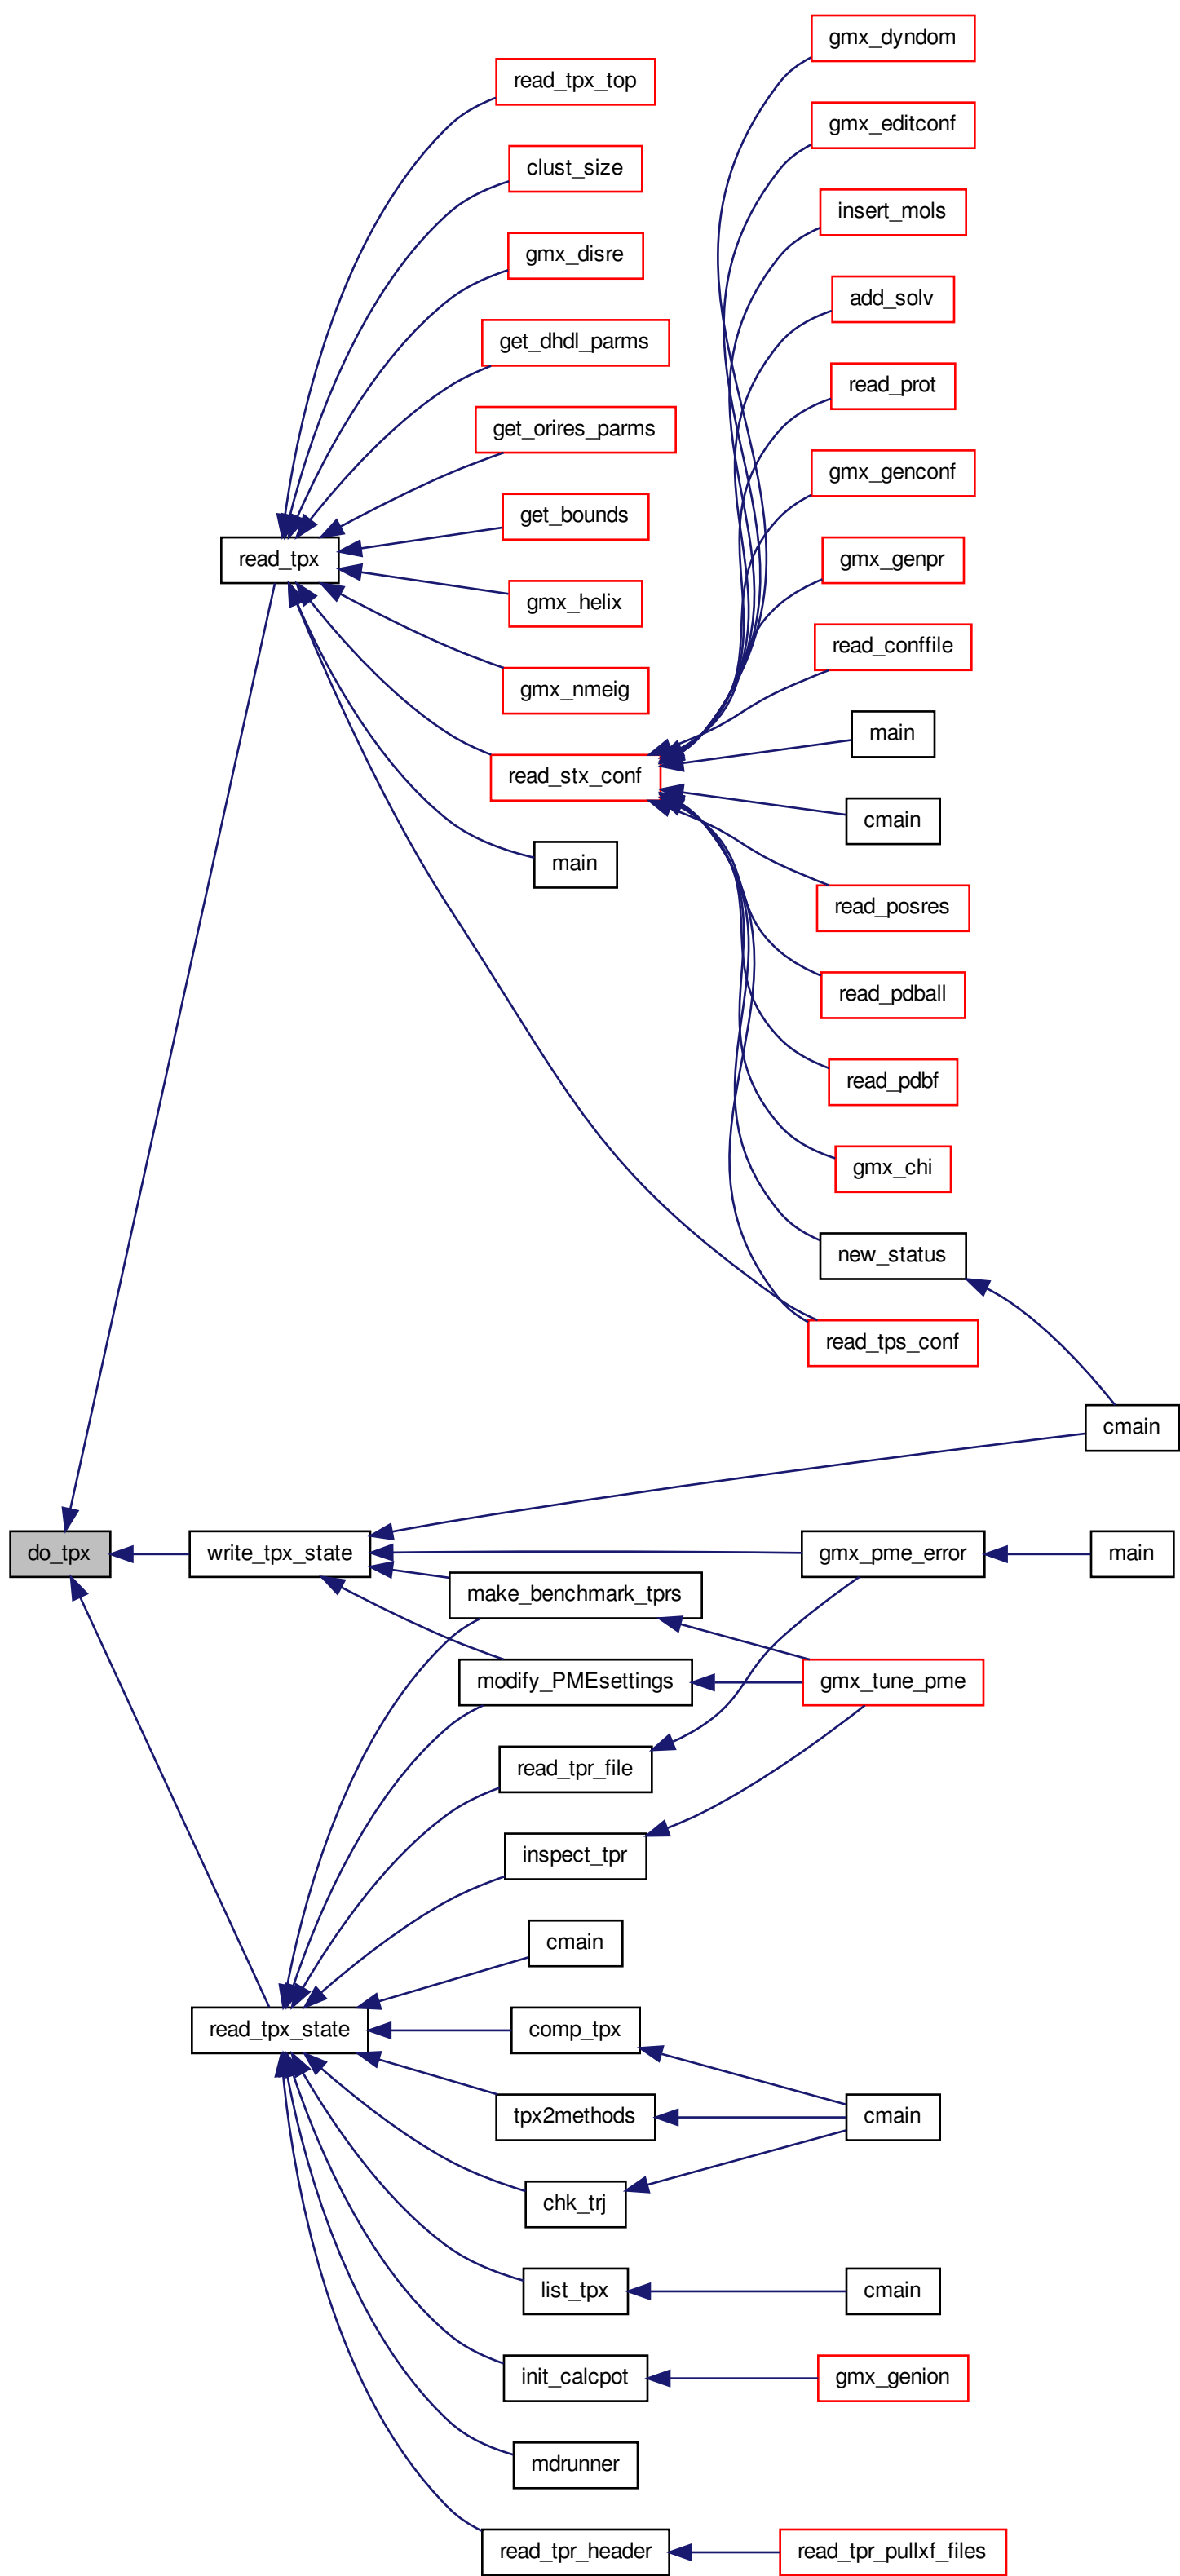 gmx_dyndom
read_tpx_top
gmx_editconf
clust_size
insert_mols
gmx_disre
add_solv
get_dhdl_parms
read_prot
get_orires_parms
gmx_genconf
get_bounds
read_tpx
gmx_genpr
gmx_helix
read_conffile
gmx_nmeig
main
read_stx_conf
cmain
main
read_posres
read_pdball
read_pdbf
gmx_chi
new_status
read_tps_conf
cmain
do_tpx
write_tpx_state
gmx_pme_error
main
make_benchmark_tprs
modify_PMEsettings
gmx_tune_pme
read_tpr_file
inspect_tpr
cmain
read_tpx_state
comp_tpx
tpx2methods
cmain
chk_trj
list_tpx
cmain
init_calcpot
gmx_genion
mdrunner
read_tpr_header
read_tpr_pullxf_files